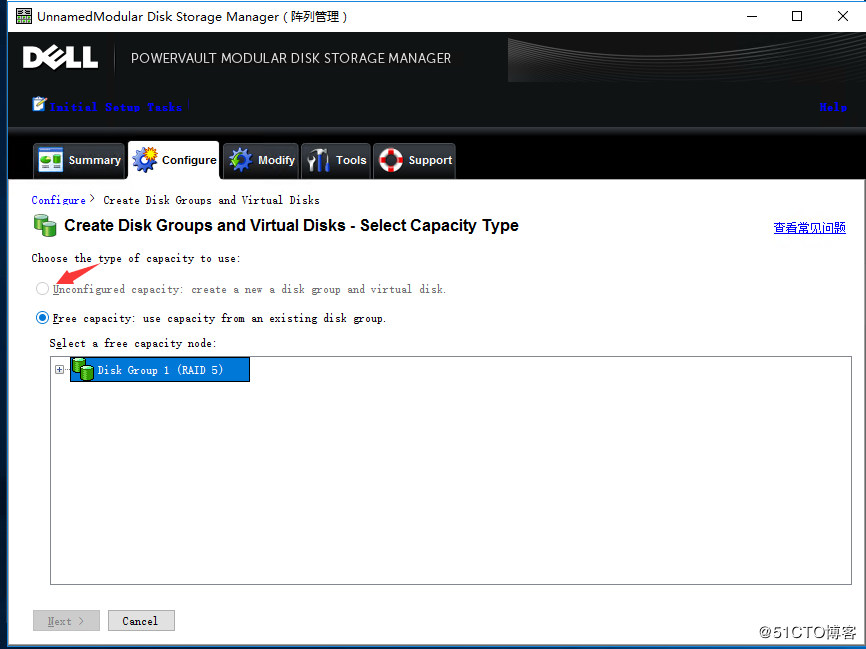 UnnamedModular Disk Storage Manager ( 阵列管理 )
DELL
POWERVAULT MODULAR DISK STORAGE MANAGER
Initial Setup Tasks
Help
Summary
Configure
Modify
Tools
Support
Configure > Create Disk Groups and Virtual Disks
Create Disk Groups and Virtual Disks - Select Capacity Type
查看常见问题
Choose the type of capacity to use:
Unconfigured capacity: create a new a disk group and virtual disk.
Free capacity: use capacity from an existing disk group.
Select a free capacity node:
Disk Group 1 (RAID 5)
Next >
Cancel
@51CTO博客